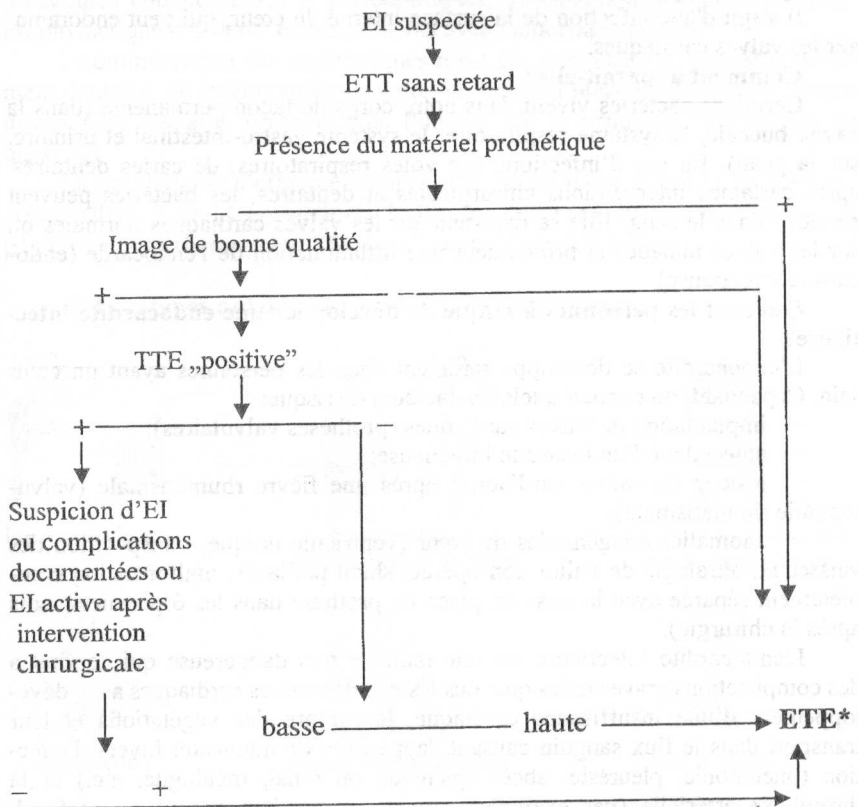 EI suspectée
ETT sans retard
Présence du matériel prothétique
— +
Image de bonne qualité
+ —
TTE „positive”
+ —
Suspicion d’EI
ou complications
documentées ou
EI active après
intervention
chirurgicale
basse haute ETE*
+